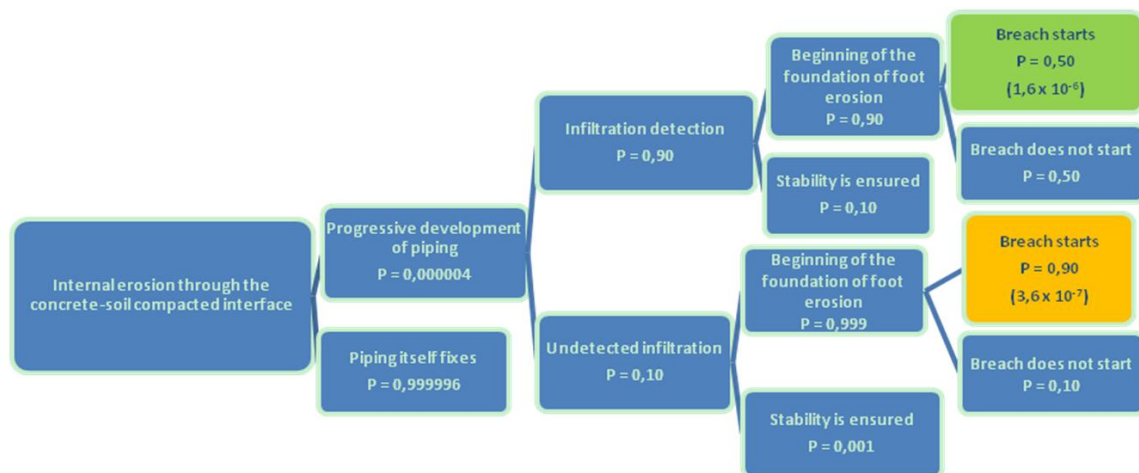 Internal erosion through the
concrete-soil compacted interface
Progressive development
of piping
P = 0,000004
Piping itself fixes
P = 0,999996
Infiltration detection
P = 0,90
Undetected infiltration
P = 0,10
Beginning of the
foundation of foot
erosion
P = 0,90
Stability is ensured
P = 0,10
Beginning of the
foundation of foot
erosion
P = 0,999
Stability is ensured
P = 0,001
Breach starts
P = 0,50
(1,6 x 10⁻⁶)
Breach does not start
P = 0,50
Breach starts
P = 0,90
(3,6 x 10⁻⁷)
Breach does not start
P = 0,10